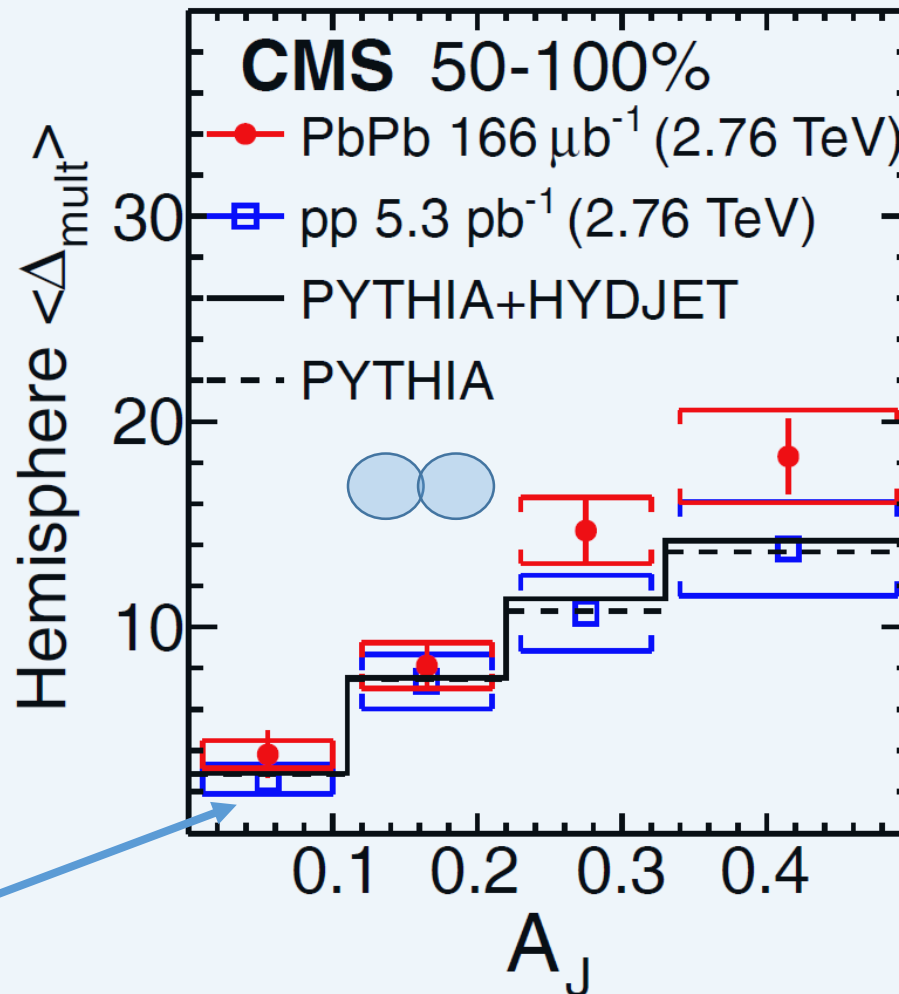 CMS 50-100%
PbPb 166 μb⁻¹ (2.76 TeV)
pp 5.3 pb⁻¹ (2.76 TeV)
PYTHIA+HYDJET
PYTHIA
Hemisphere <Δmult>
30
20
10
0.1 0.2 0.3 0.4
A_J